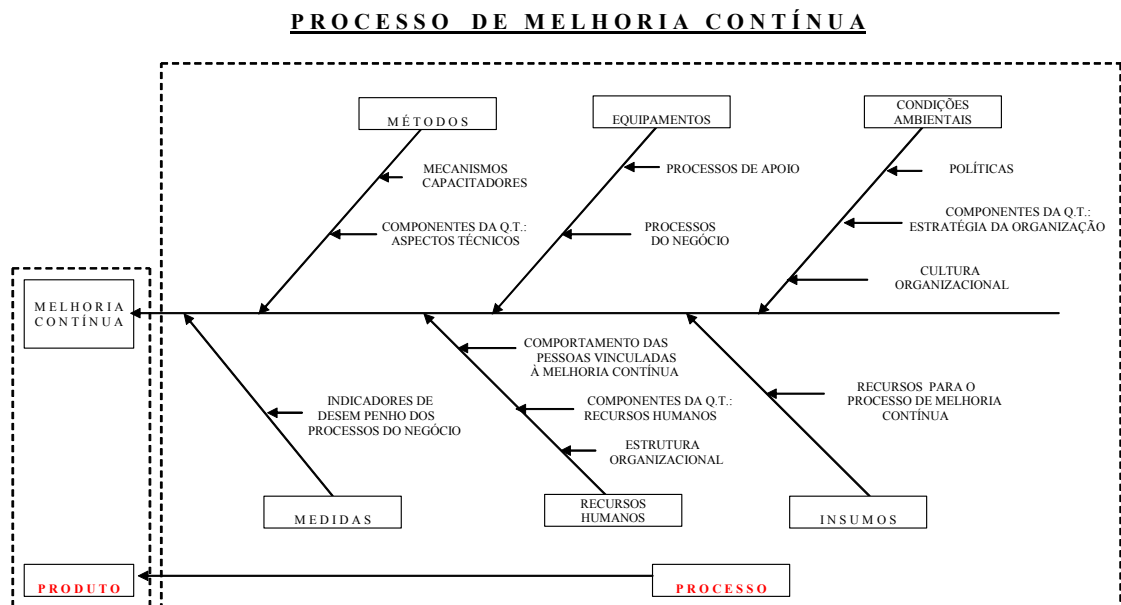 PROCESSO DE MELHORIA CONTÍNUA
MÉTODOS
EQUIPAMENTOS
CONDIÇÕES
AMBIENTAIS
MECANISMOS
CAPACITADORES
PROCESSOS DE APOIO
POLÍTICAS
COMPONENTES DA Q.T.:
ASPECTOS TÉCNICOS
PROCESSOS
DO NEGÓCIO
COMPONENTES DA Q.T.:
ESTRATÉGIA DA ORGANIZAÇÃO
CULTURA
ORGANIZACIONAL
MELHORIA
CONTÍNUA
COMPORTAMENTO DAS
PESSOAS VINCULADAS
À MELHORIA CONTÍNUA
INDICADORES DE
DESEM PENHO DOS
PROCESSOS DO NEGÓCIO
COMPONENTES DA Q.T.:
RECURSOS HUMANOS
RECURSOS PARA O
PROCESSO DE MELHORIA
CONTÍNUA
ESTRUTURA
ORGANIZACIONAL
MEDIDAS
RECURSOS
HUMANOS
INSUMOS
PRODUTO
PROCESSO